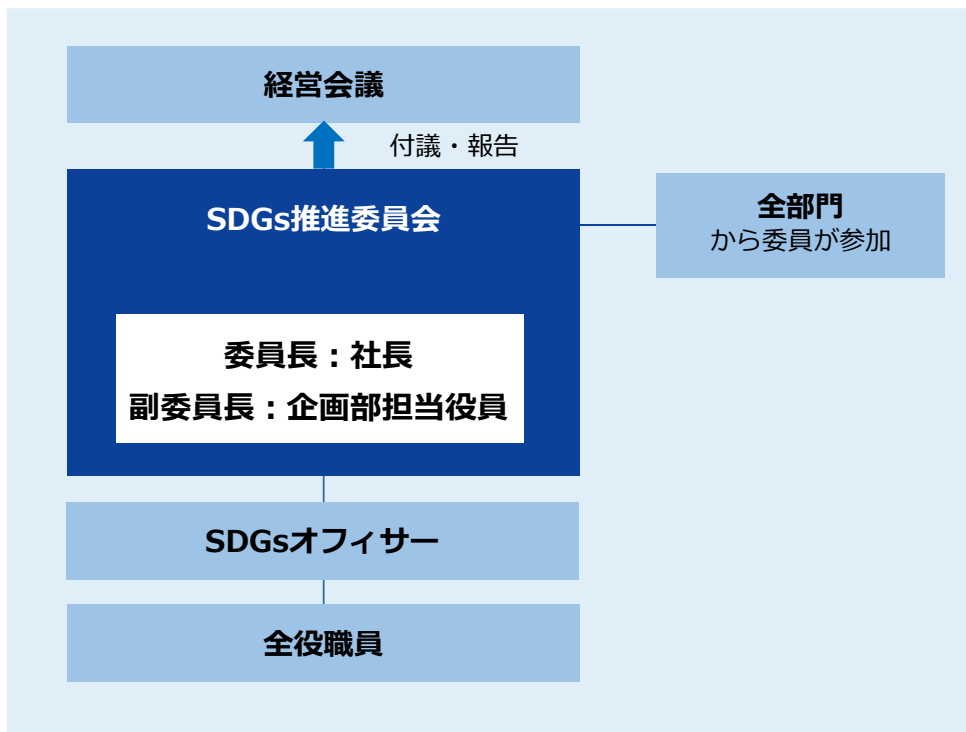 経営会議
付議・報告
SDGs推進委員会
全部門
から委員が参加
委員長：社長
副委員長：企画部担当役員
SDGsオフィサー
全役職員